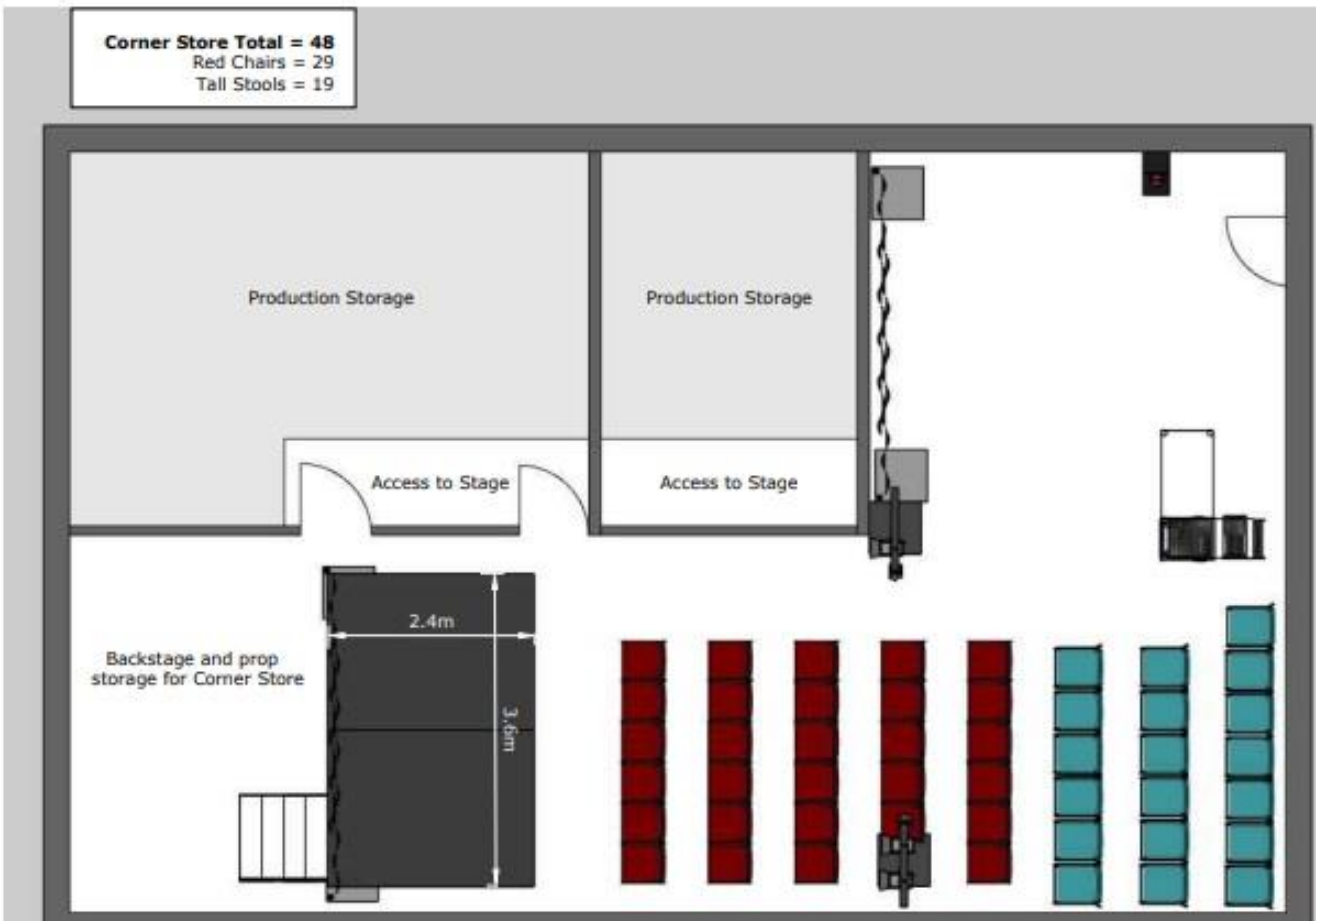 Corner Store Total = 48
Red Chairs = 29
Tall Stools = 19
Production Storage
Production Storage
Access to Stage
Access to Stage
2.4m
Backstage and prop
storage for Corner Store
3.6m